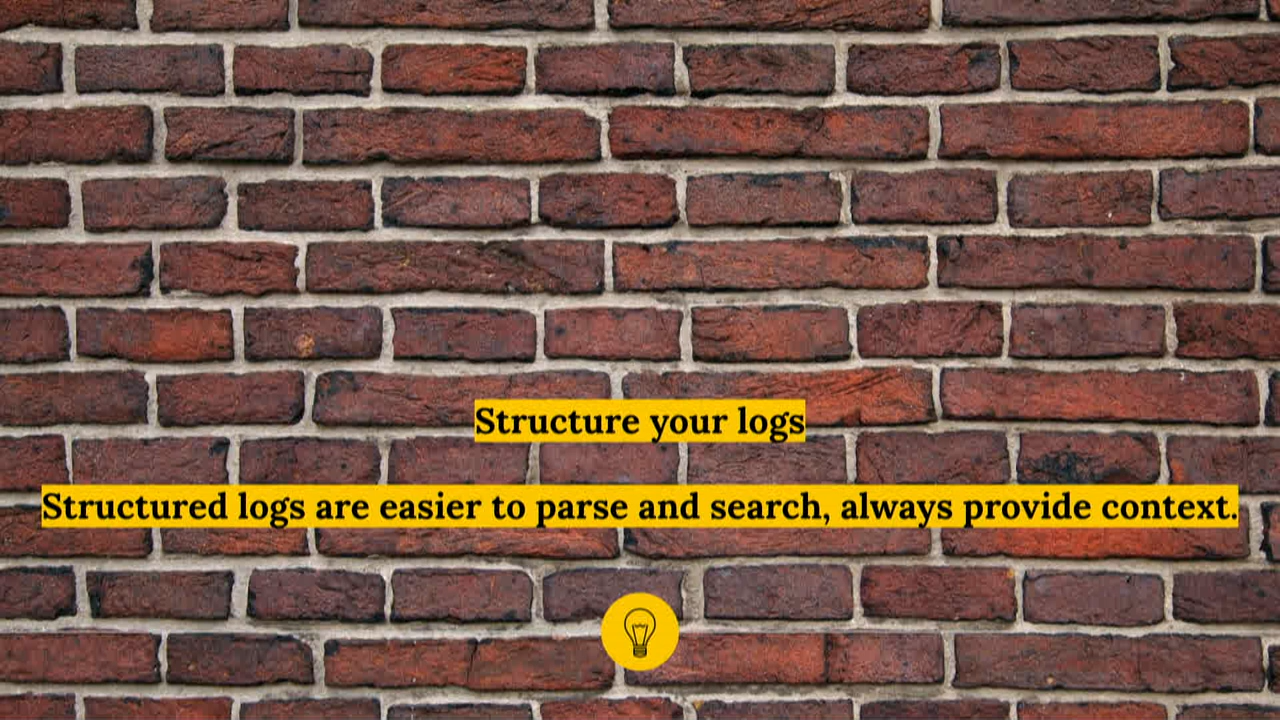 Structure your logs
Structured logs are easier to parse and search, always provide context.